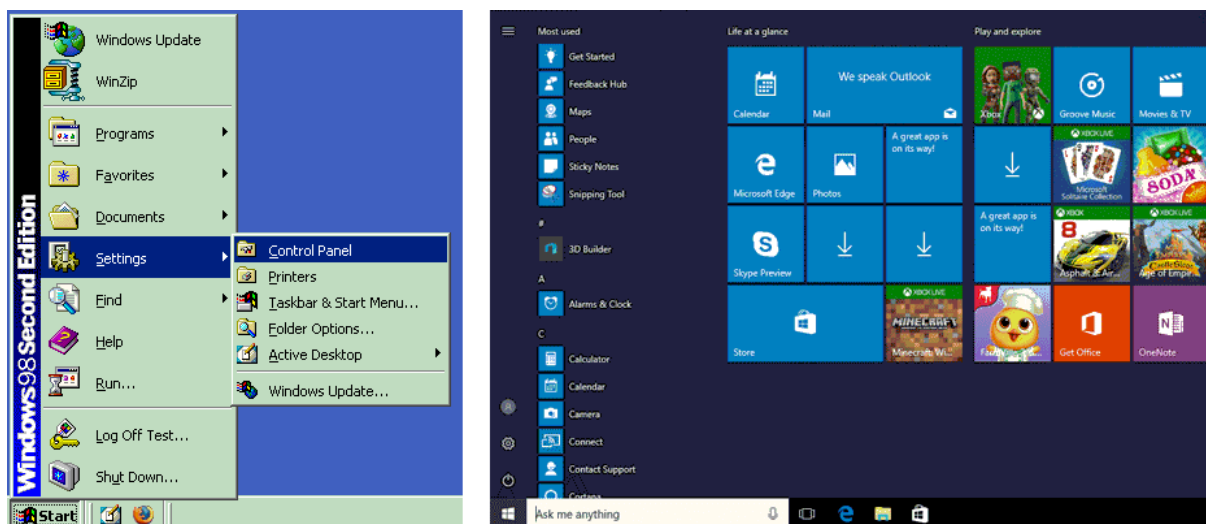 Windows Update
WinZip
Programs
Favorites
Documents
Settings
Find
Help
Run...
Log Off Test...
Shut Down...
Windows98 Second Edition
Control Panel
Printers
Taskbar & Start Menu...
Folder Options...
Active Desktop
Windows Update...
Start
Most used
Get Started
Feedback Hub
Maps
People
Sticky Notes
Snipping Tool
#
3D Builder
A
Alarms & Clock
C
Calculator
Calendar
Camera
Connect
Contact Support
Cortana
Ask me anything
Life at a glance
Calendar
We speak Outlook
Mail
Microsoft Edge
Photos
A great app is
on its way!
Skype Preview
Store
XBOX LIVE
MINECRAFT
Minecraft: Wi...
Play and explore
Xbox
Groove Music
Movies & TV
XBOX LIVE
Microsoft
Solitaire Collection
SODA
A great app is
on its way!
XBOX
8
Asphalt 8: Air...
XBOX LIVE
Castle Siege
Age of Empir...
Get Office
OneNote